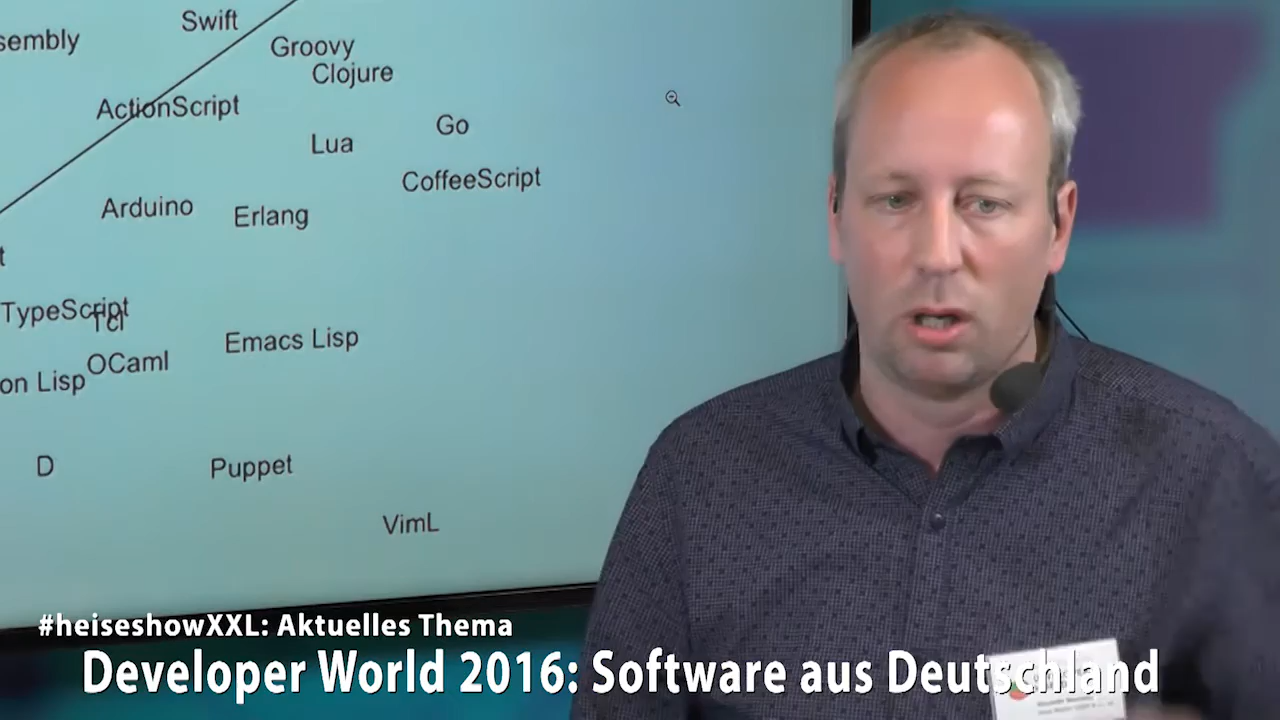 Swift
sembly
Groovy
Clojure
ActionScript
Go
Lua
CoffeeScript
Arduino
Erlang
t
TypeScript
Tcl
Emacs Lisp
OCaml
on Lisp
D
Puppet
VimL
#heiseshowXXL: Aktuelles Thema
Developer World 2016: Software aus Deutschland